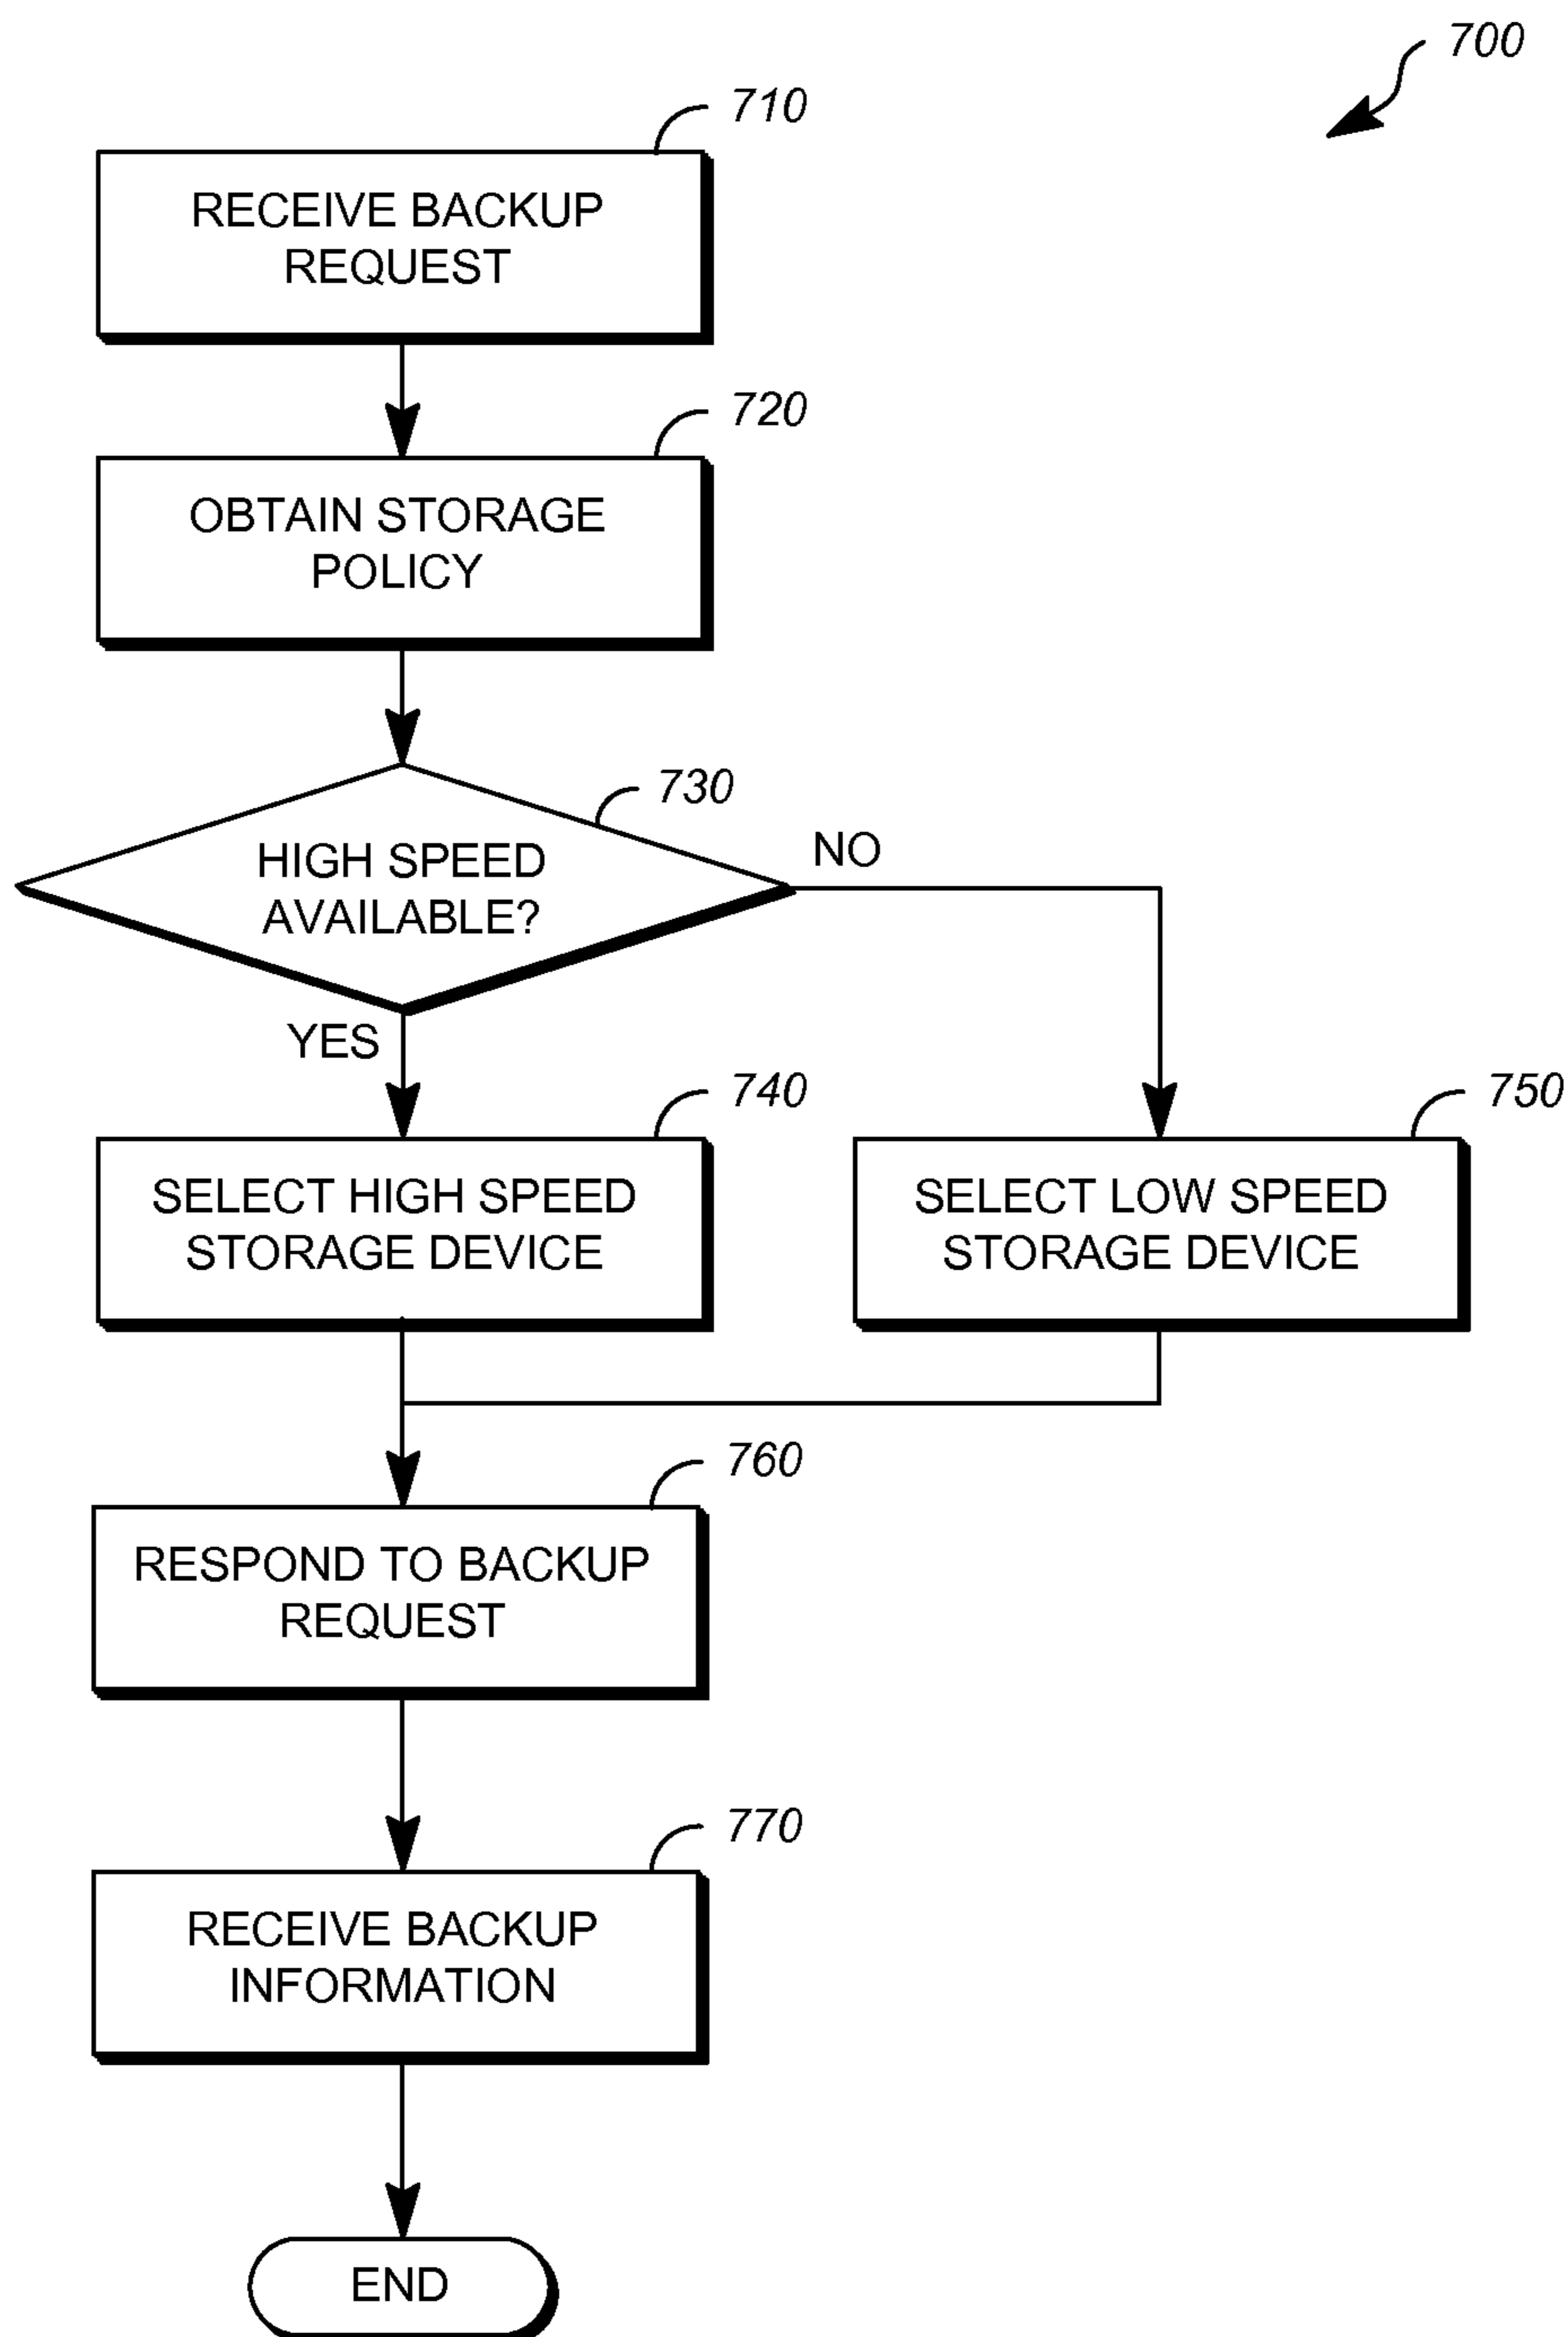 700
710
RECEIVE BACKUP
REQUEST
720
OBTAIN STORAGE
POLICY
730
HIGH SPEED
AVAILABLE?
NO
YES
740
SELECT HIGH SPEED
STORAGE DEVICE
750
SELECT LOW SPEED
STORAGE DEVICE
760
RESPOND TO BACKUP
REQUEST
770
RECEIVE BACKUP
INFORMATION
END